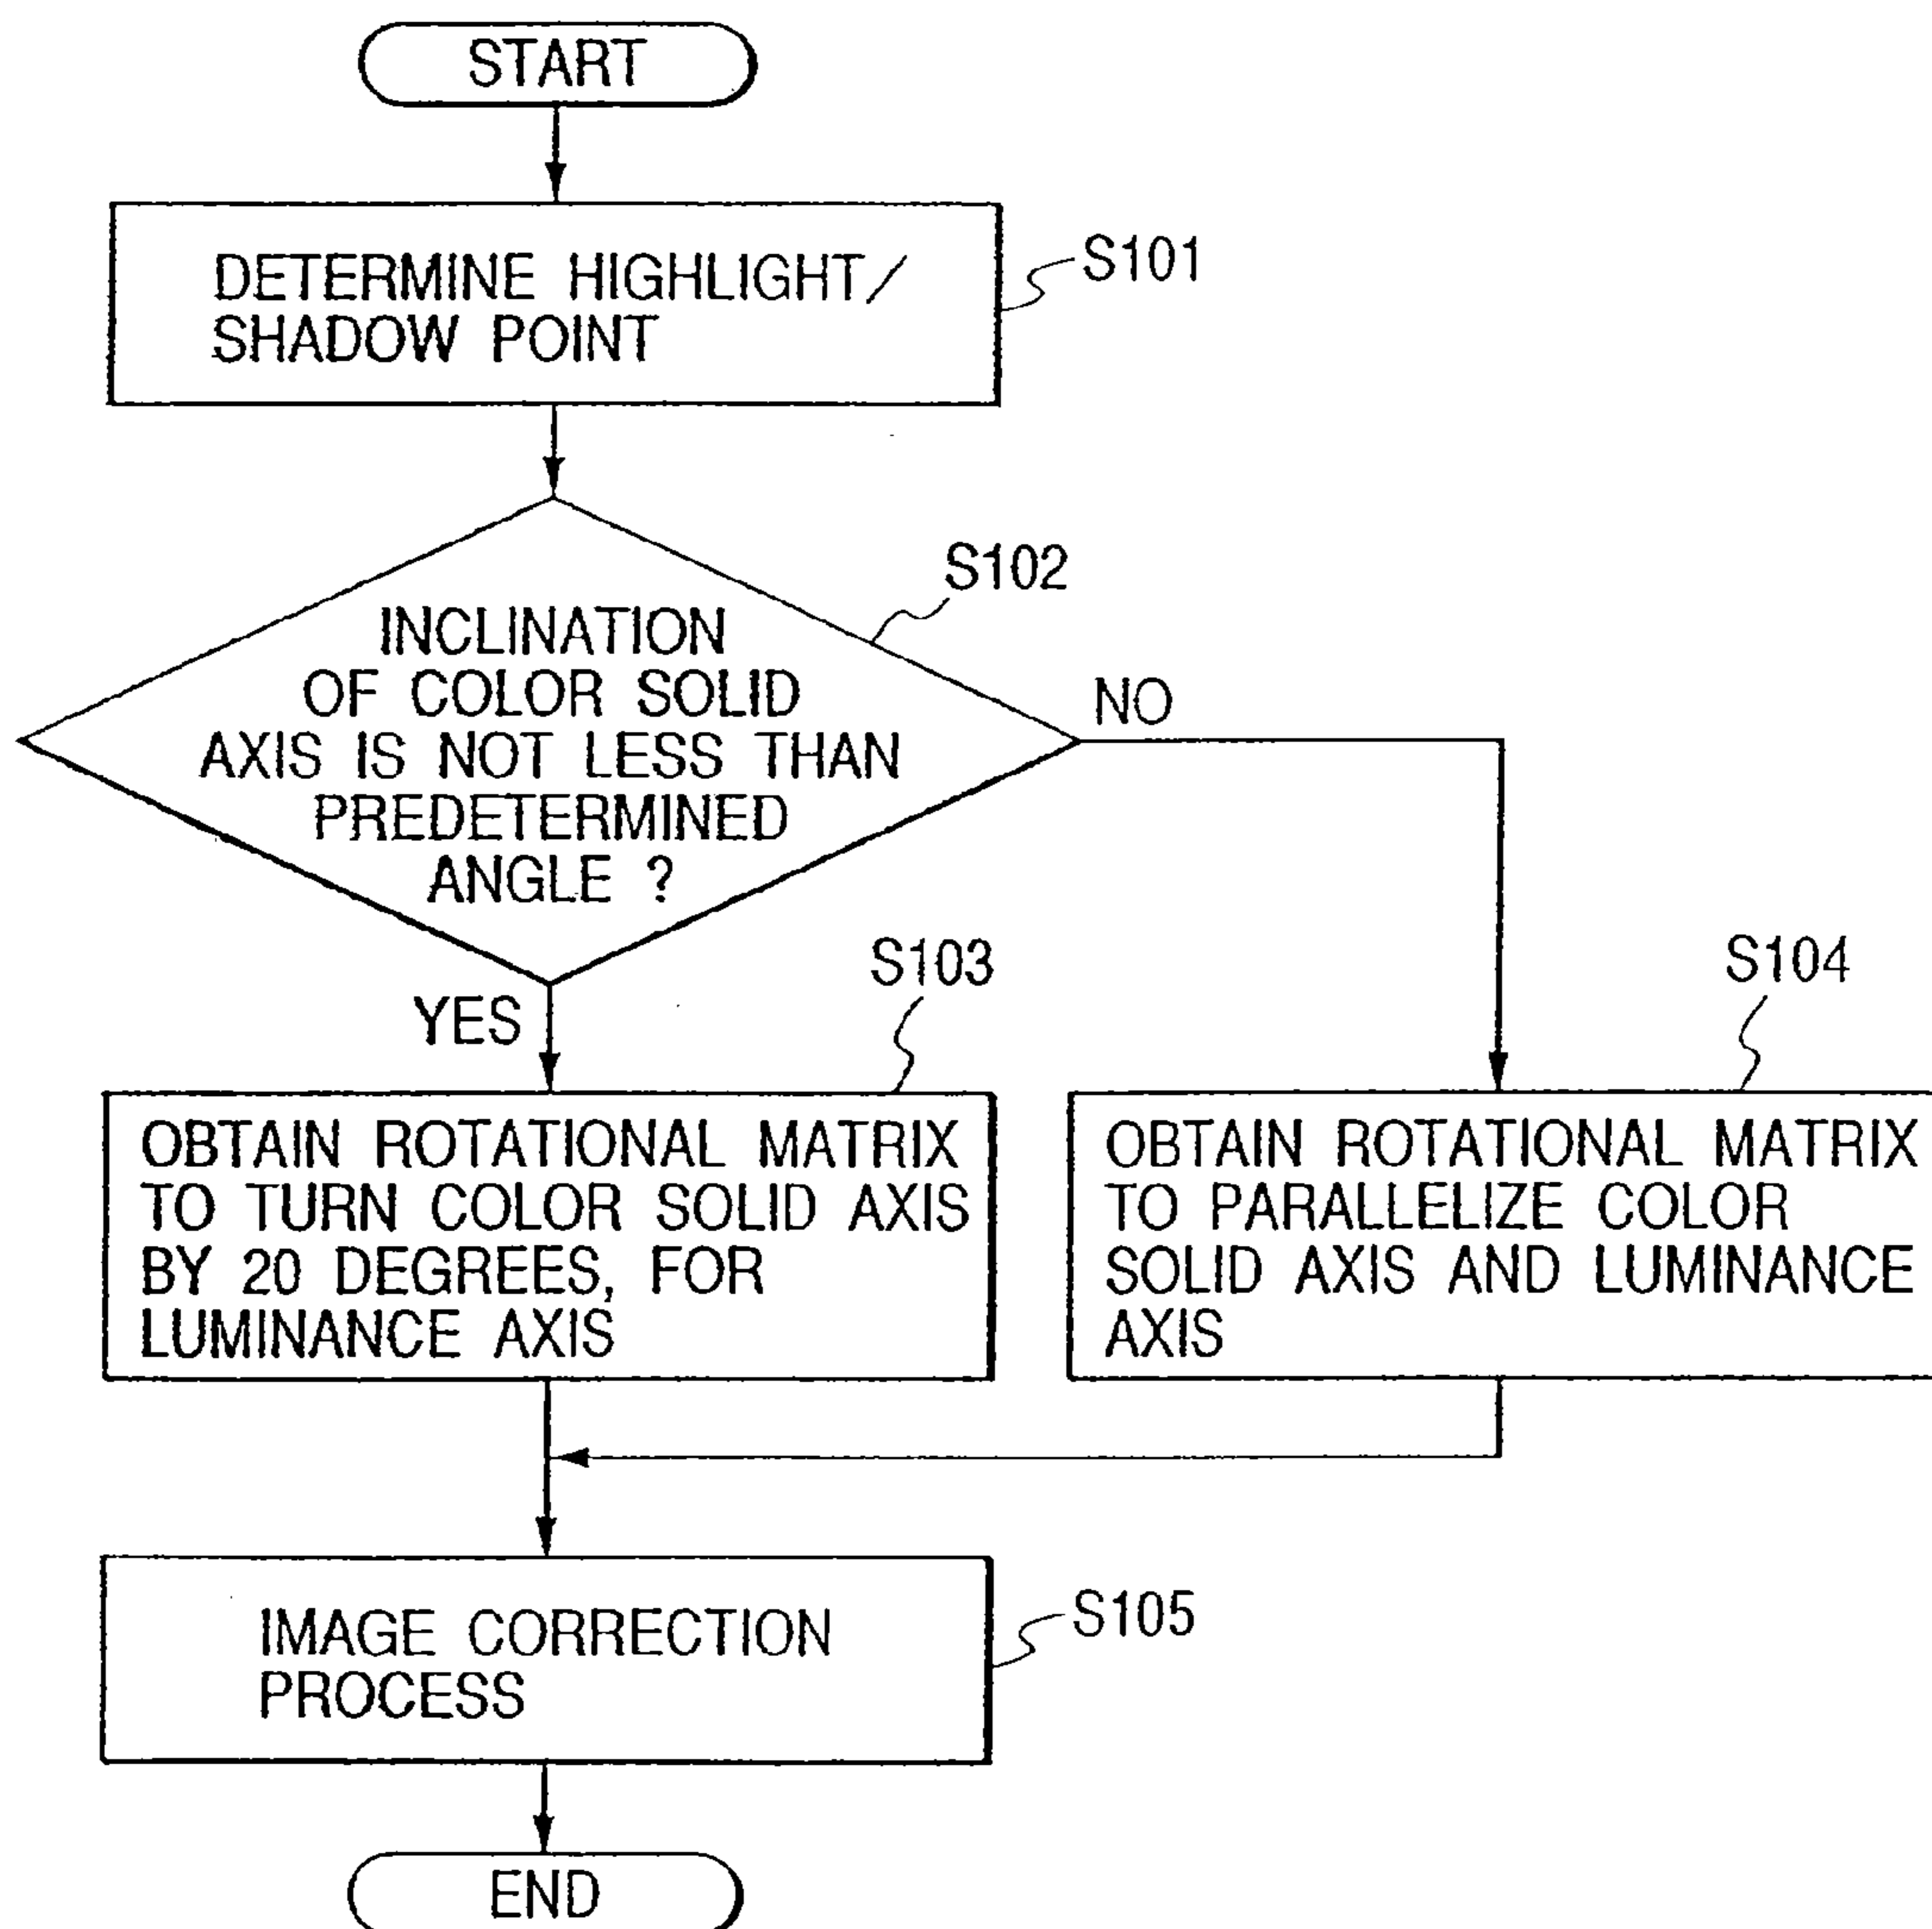 START
DETERMINE HIGHLIGHT/
SHADOW POINT
S101
S102
INCLINATION
OF COLOR SOLID
AXIS IS NOT LESS THAN
PREDETERMINED
ANGLE ?
NO
YES
S103
OBTAIN ROTATIONAL MATRIX
TO TURN COLOR SOLID AXIS
BY 20 DEGREES, FOR
LUMINANCE AXIS
S104
OBTAIN ROTATIONAL MATRIX
TO PARALLELIZE COLOR
SOLID AXIS AND LUMINANCE
AXIS
IMAGE CORRECTION
PROCESS
S105
END